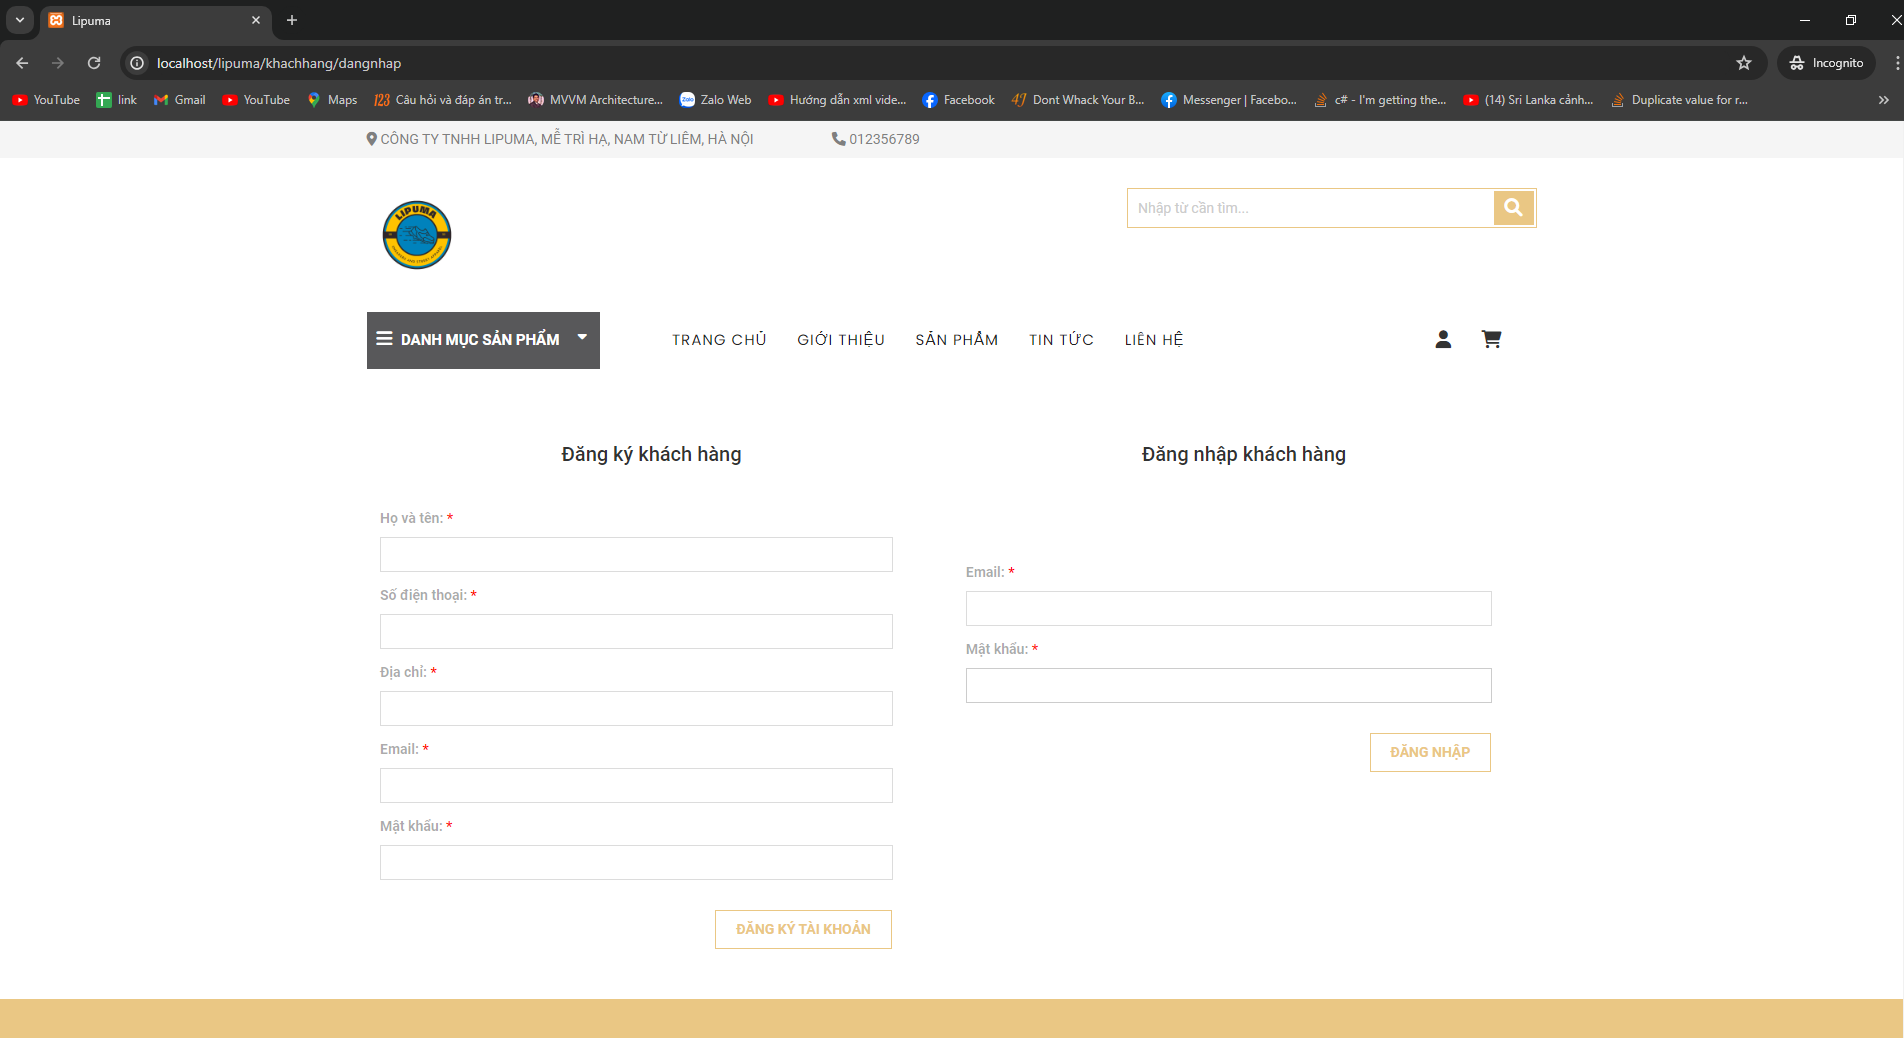 Lipuma
localhost/lipuma/khachhang/dangnhap
Incognito
YouTube
link
Gmail
YouTube
Maps
123 Câu hỏi và đáp án tr...
MVVM Architecture...
Zalo Zalo Web
Hướng dẫn xml vide...
Facebook
Dont Whack Your B...
Messenger | Facebo...
c# - I'm getting the...
(14) Sri Lanka cảnh...
Duplicate value for r...
CÔNG TY TNHH LIPUMA, MỄ TRÌ HẠ, NAM TỪ LIÊM, HÀ NỘI
012356789
LIPUMA
Nhập từ cần tìm...
DANH MỤC SẢN PHẨM
TRANG CHỦ
GIỚI THIỆU
SẢN PHẨM
TIN TỨC
LIÊN HỆ
Đăng ký khách hàng
Họ và tên: *
Số điện thoại: *
Địa chỉ: *
Email: *
Mật khẩu: *
ĐĂNG KÝ TÀI KHOẢN
Đăng nhập khách hàng
Email: *
Mật khẩu: *
ĐĂNG NHẬP